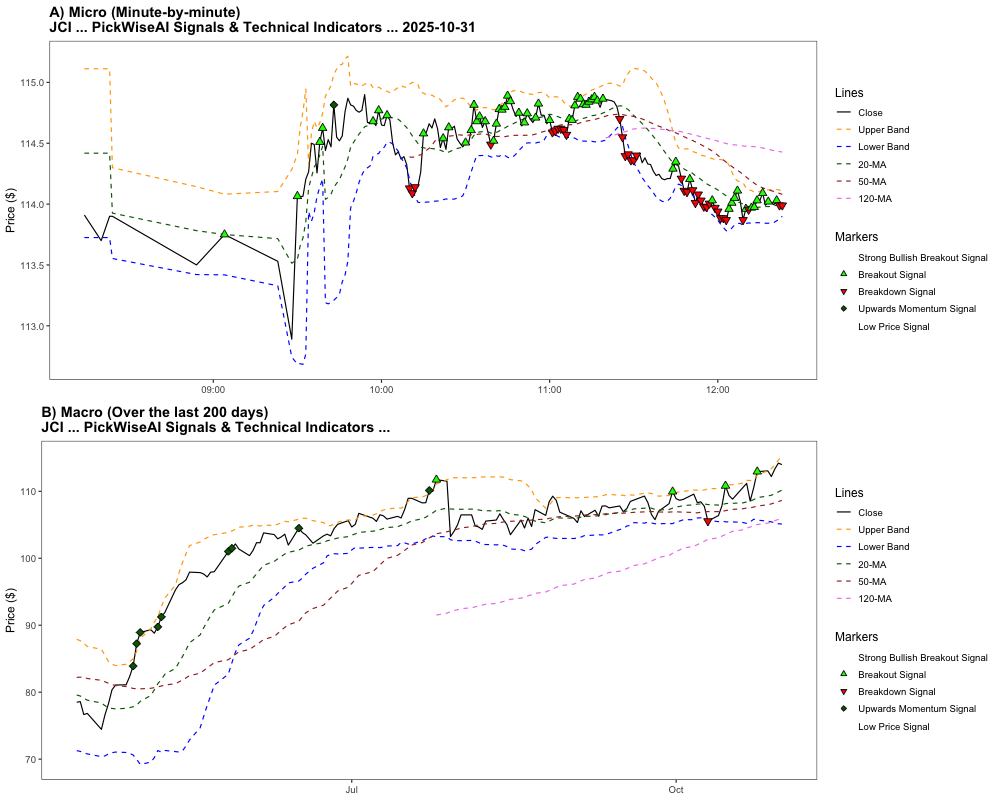 A) Micro (Minute-by-minute)
JCI ... PickWiseAI Signals & Technical Indicators ... 2025-10-31
Price ($)
115.0
114.5
114.0
113.5
113.0
09:00
10:00
11:00
12:00
Lines
Close
Upper Band
Lower Band
20-MA
50-MA
120-MA
Markers
Strong Bullish Breakout Signal
Breakout Signal
Breakdown Signal
Upwards Momentum Signal
Low Price Signal
B) Macro (Over the last 200 days)
JCI ... PickWiseAI Signals & Technical Indicators ...
Price ($)
110
100
90
80
70
Jul
Oct
Lines
Close
Upper Band
Lower Band
20-MA
50-MA
120-MA
Markers
Strong Bullish Breakout Signal
Breakout Signal
Breakdown Signal
Upwards Momentum Signal
Low Price Signal